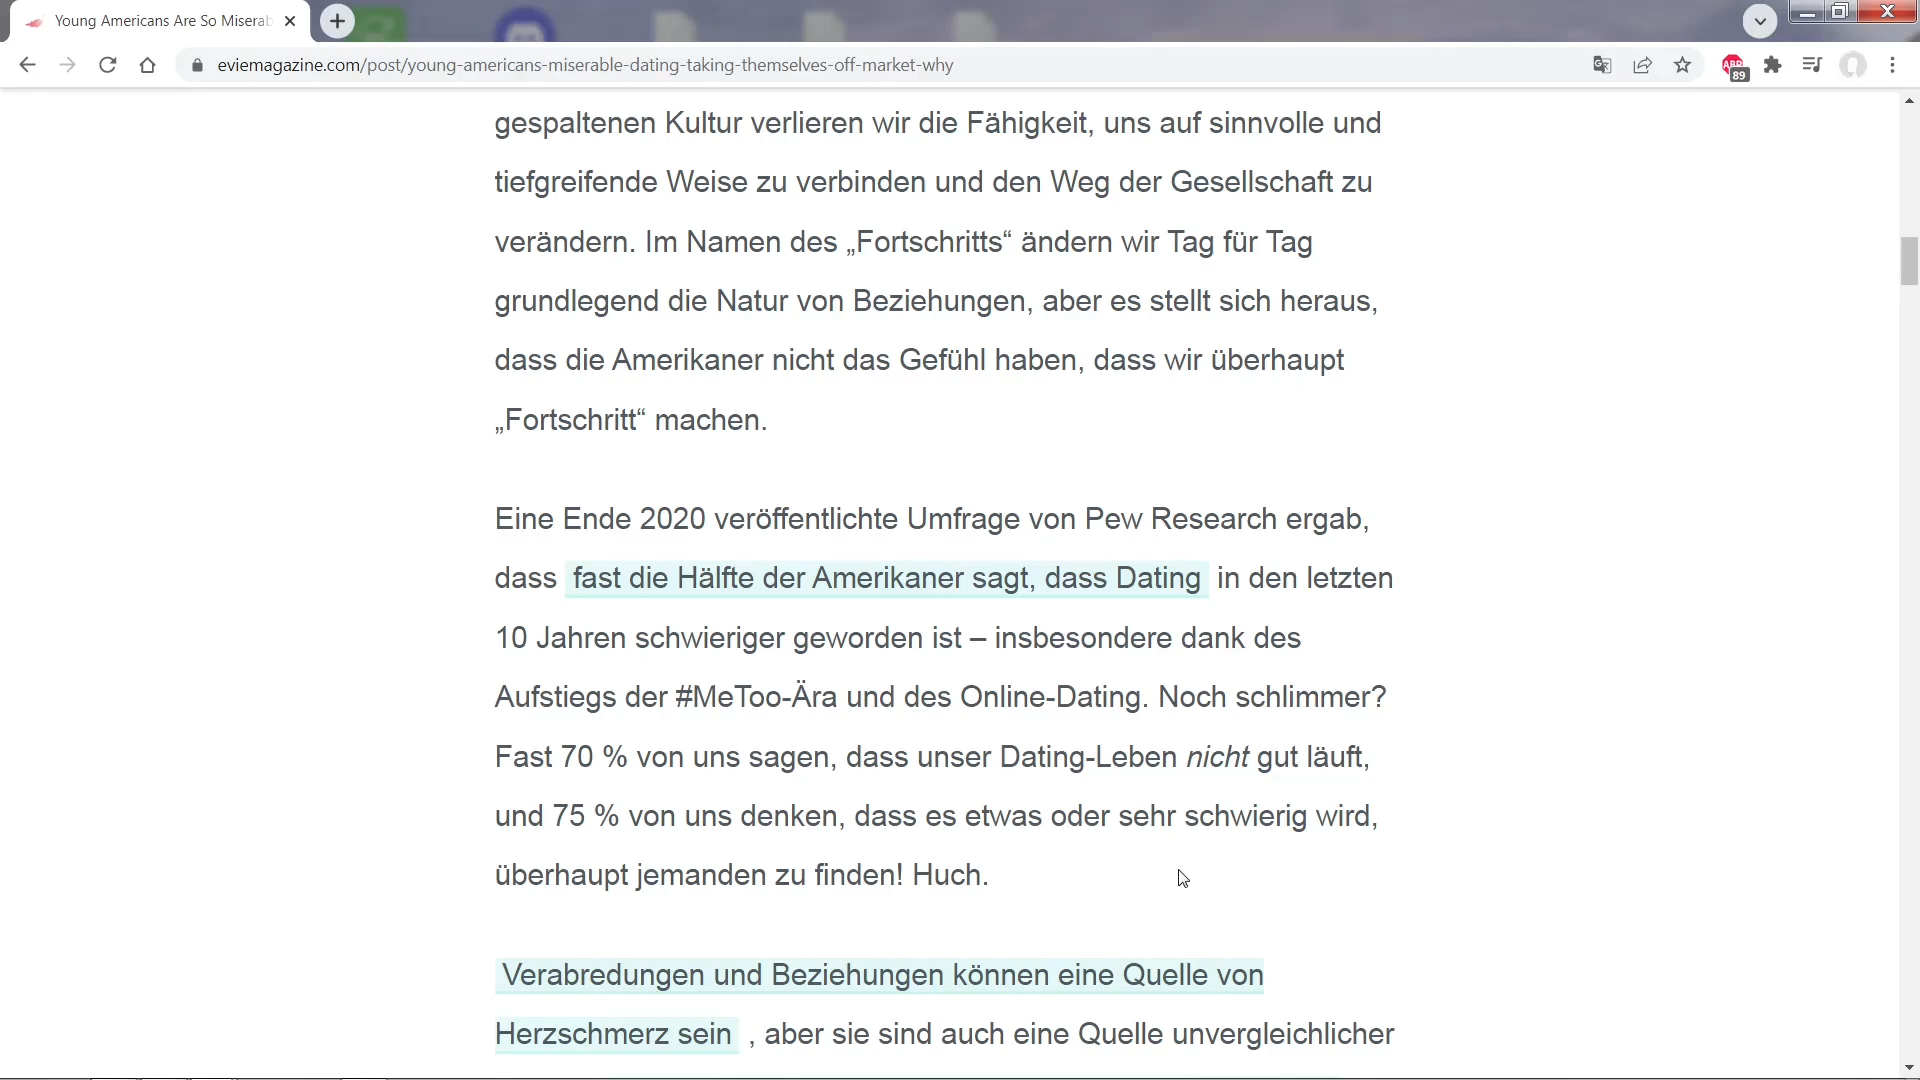 Young Americans Are So Miserab
eviemagazine.com/post/young-americans-miserable-dating-taking-themselves-off-market-why
ABP
89
gespaltenen Kultur verlieren wir die Fähigkeit, uns auf sinnvolle und
tiefgreifende Weise zu verbinden und den Weg der Gesellschaft zu
verändern. Im Namen des „Fortschritts“ ändern wir Tag für Tag
grundlegend die Natur von Beziehungen, aber es stellt sich heraus,
dass die Amerikaner nicht das Gefühl haben, dass wir überhaupt
„Fortschritt“ machen.
Eine Ende 2020 veröffentlichte Umfrage von Pew Research ergab,
dass fast die Hälfte der Amerikaner sagt, dass Dating in den letzten
10 Jahren schwieriger geworden ist – insbesondere dank des
Aufstiegs der #MeToo-Ära und des Online-Dating. Noch schlimmer?
Fast 70 % von uns sagen, dass unser Dating-Leben nicht gut läuft,
und 75 % von uns denken, dass es etwas oder sehr schwierig wird,
überhaupt jemanden zu finden! Huch.
Verabredungen und Beziehungen können eine Quelle von
Herzschmerz sein , aber sie sind auch eine Quelle unvergleichlicher